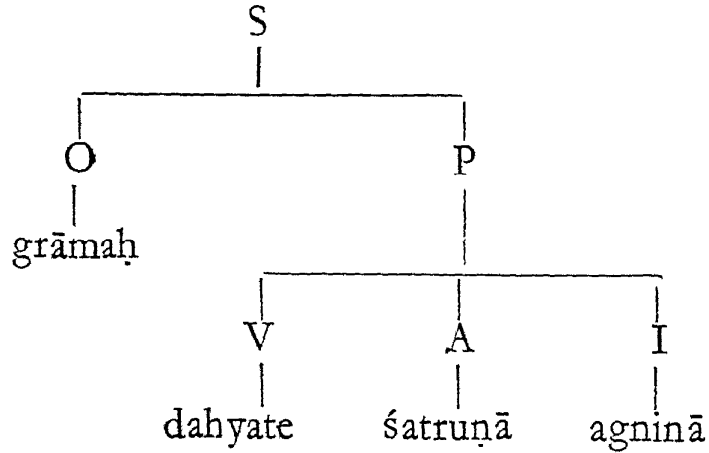 S
O P
grāmaḥ
V A I
dahyate śatruṇā agninā